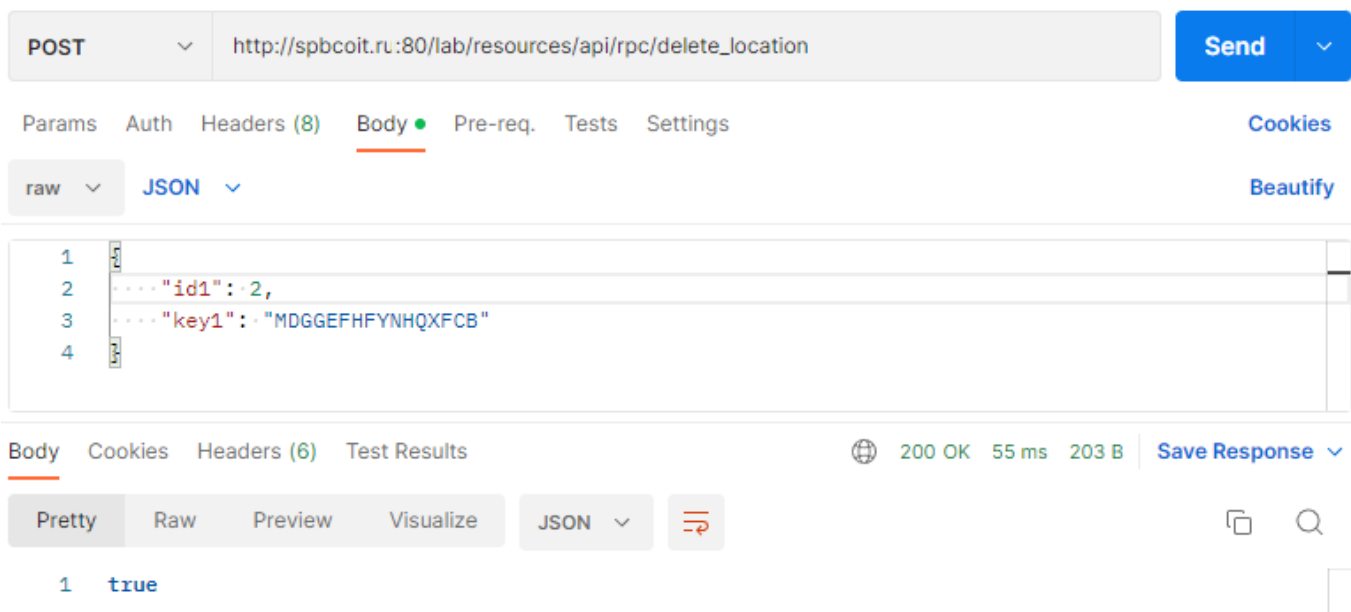 POST http://spbcoit.ru:80/lab/resources/api/rpc/delete_location Send
Params Auth Headers (8) Body Pre-req. Tests Settings Cookies
raw JSON Beautify
1 {
2 "id1": 2,
3 "key1": "MDGGEFHFYNHQXFCB"
4 }
Body Cookies Headers (6) Test Results 200 OK 55 ms 203 B Save Response
Pretty Raw Preview Visualize JSON
1 true